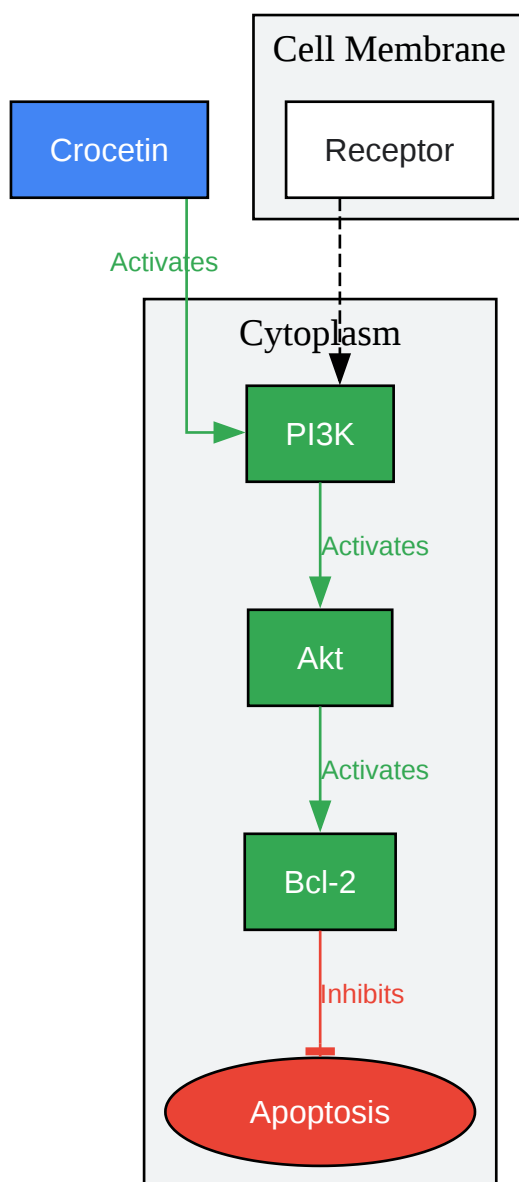 Cell Membrane
Crocetin
Receptor
Activates
Cytoplasm
PI3K
Activates
Akt
Activates
Bcl-2
Inhibits
Apoptosis